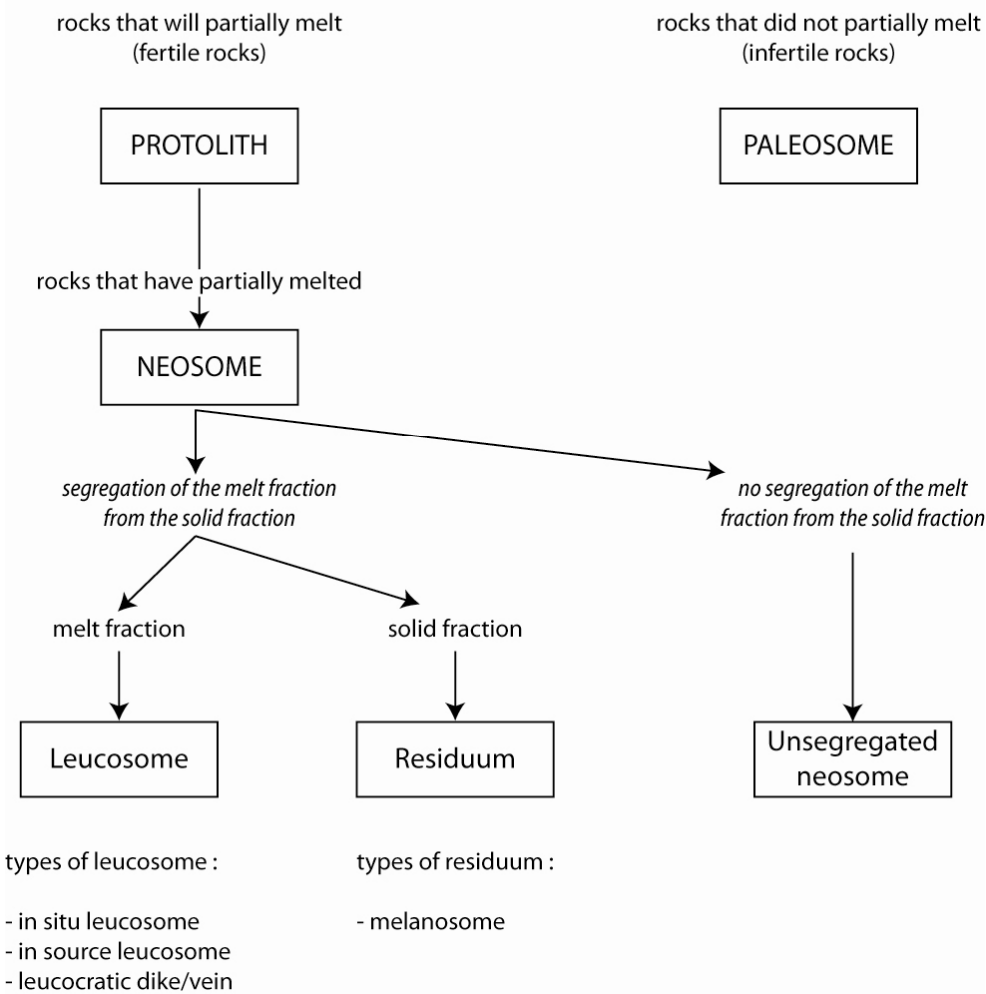 rocks that will partially melt
(fertile rocks)
rocks that did not partially melt
(infertile rocks)
PROTOLITH
PALEOSOME
rocks that have partially melted
NEOSOME
segregation of the melt fraction
from the solid fraction
no segregation of the melt
fraction from the solid fraction
melt fraction
solid fraction
Leucosome
Residuum
Unsegregated
neosome
types of leucosome :
- in situ leucosome
- in source leucosome
- leucocratic dike/vein
types of residuum :
- melanosome